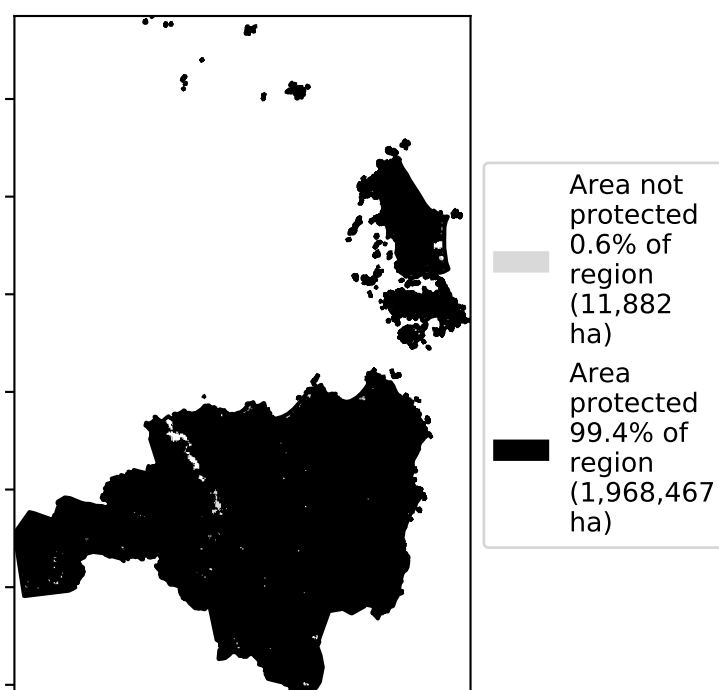 Area not
protected
0.6% of
region
(11,882
ha)
Area
protected
99.4% of
region
(1,968,467
ha)